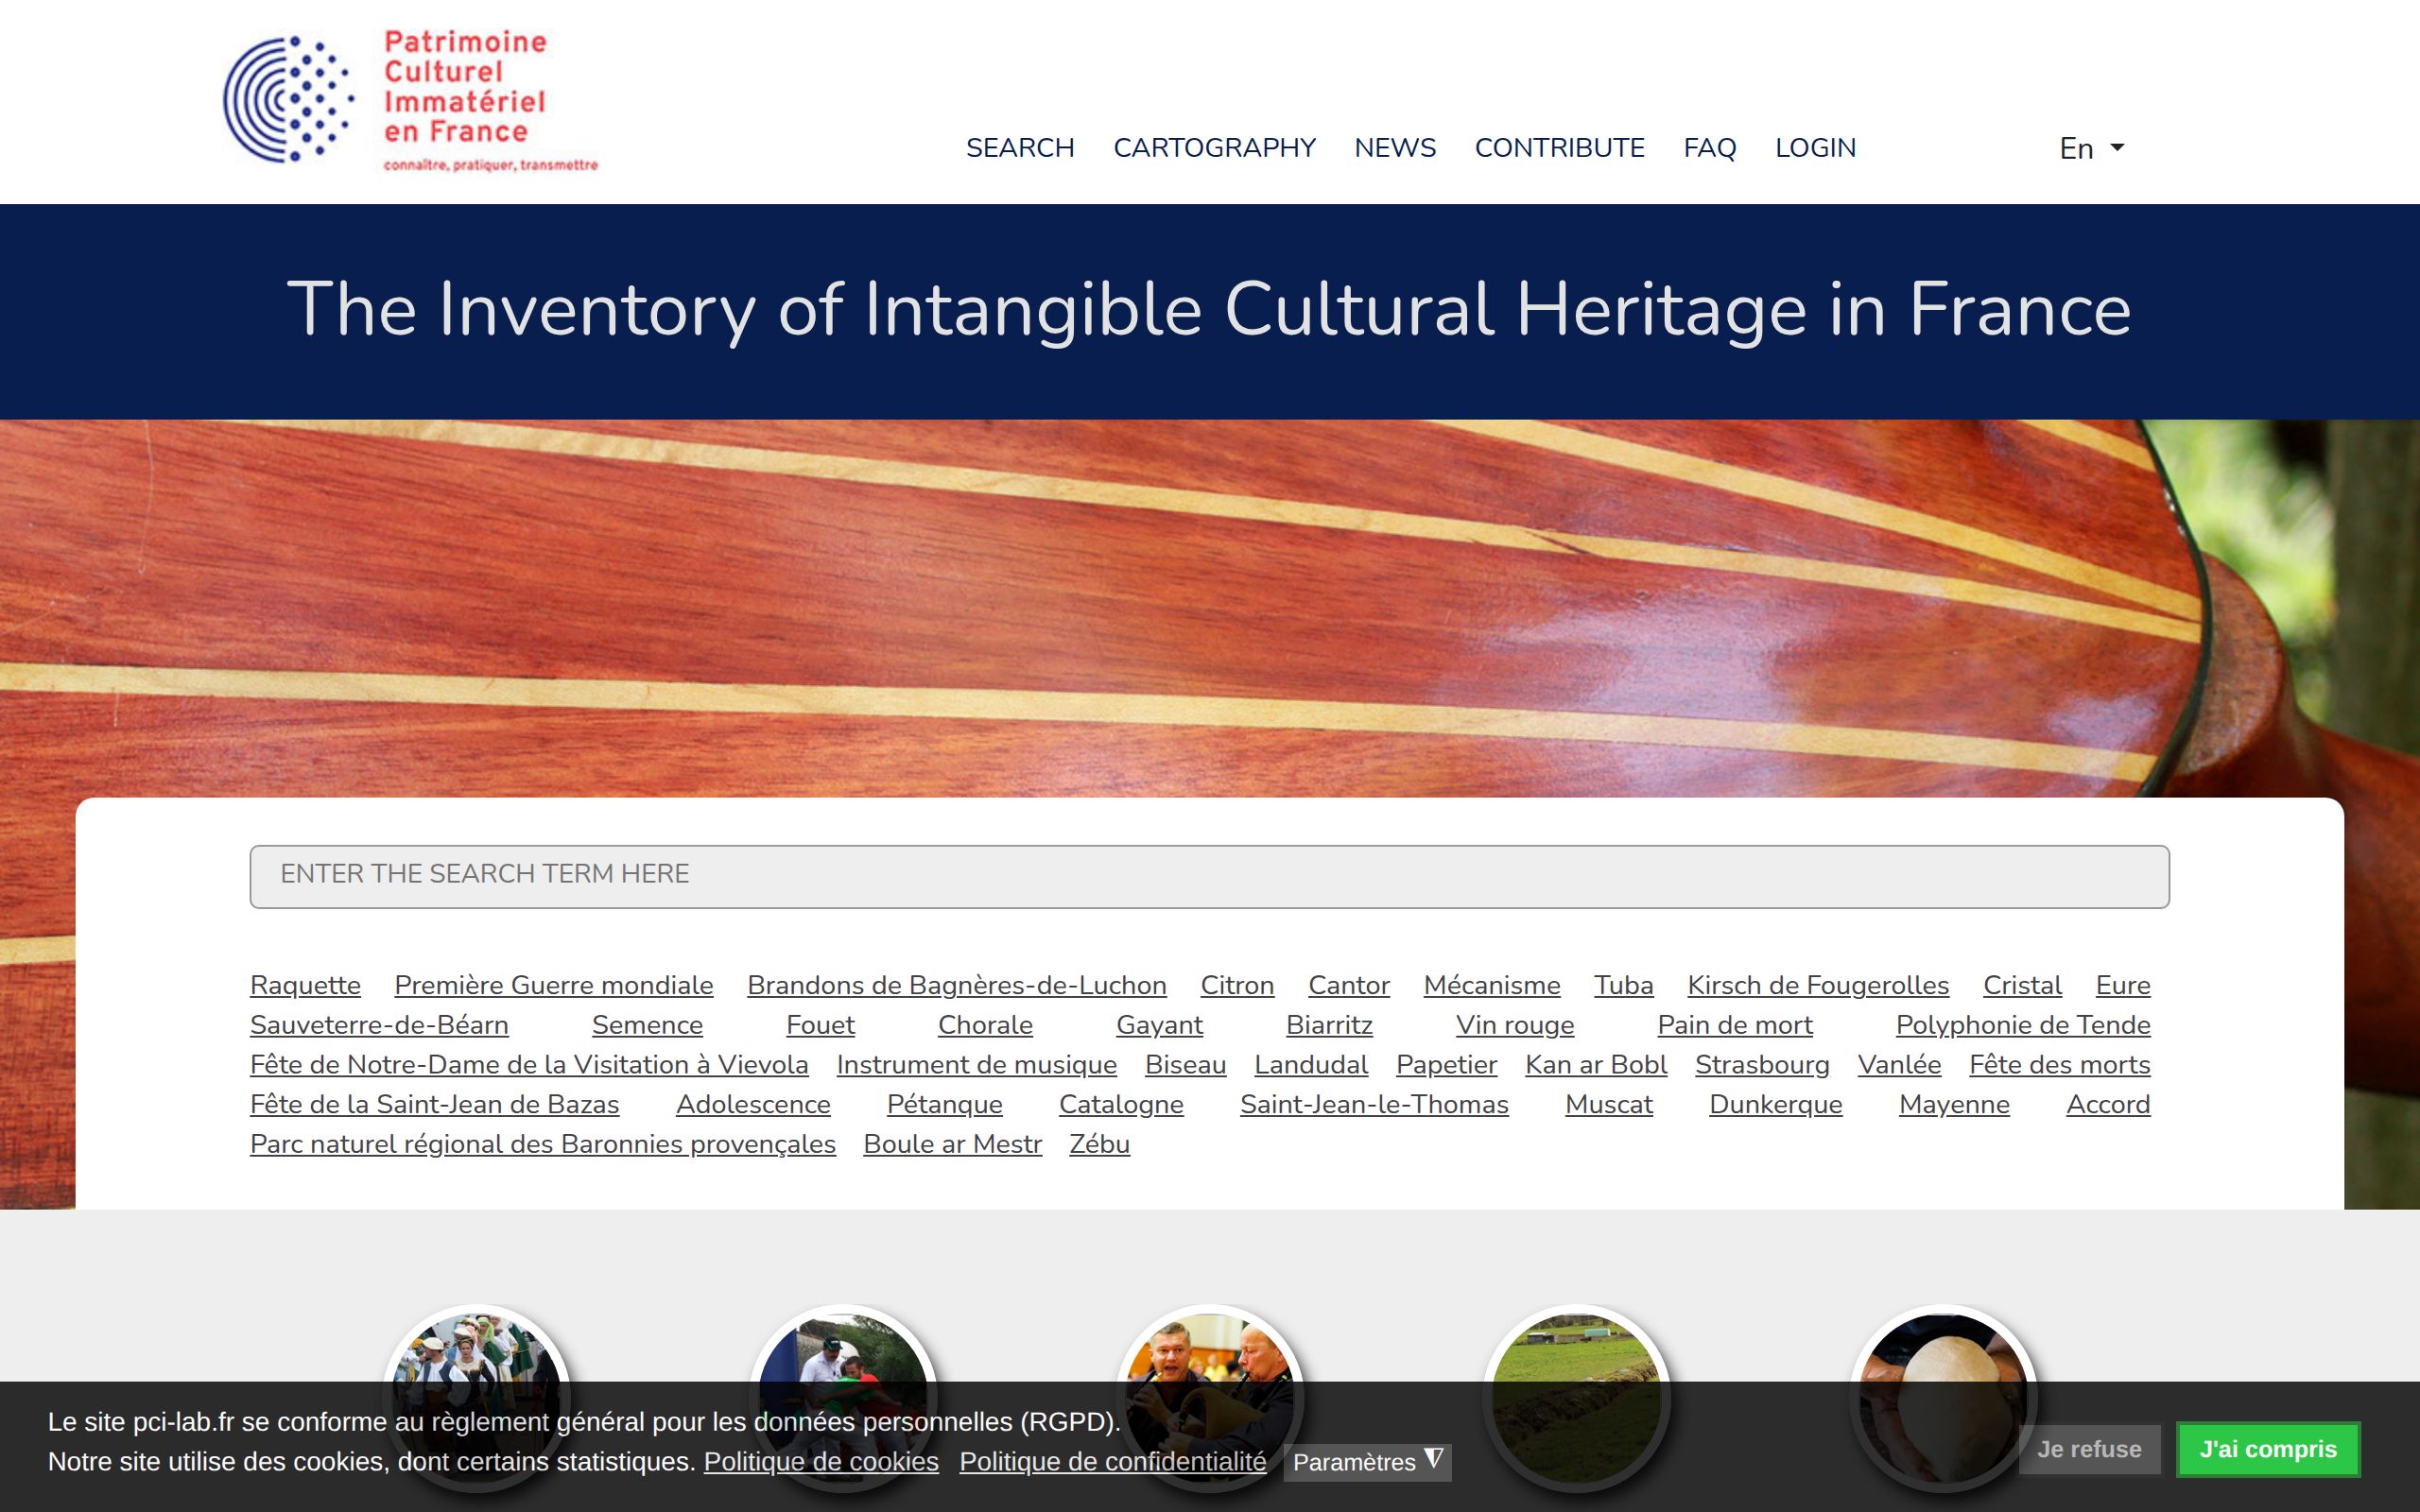 Patrimoine
Culturel
Immatériel
en France
connaître, pratiquer, transmettre
SEARCH CARTOGRAPHY NEWS CONTRIBUTE FAQ LOGIN En
The Inventory of Intangible Cultural Heritage in France
ENTER THE SEARCH TERM HERE
Raquette Première Guerre mondiale Brandons de Bagnères-de-Luchon Citron Cantor Mécanisme Tuba Kirsch de Fougerolles Cristal Eure
Sauveterre-de-Béarn Semence Fouet Chorale Gayant Biarritz Vin rouge Pain de mort Polyphonie de Tende
Fête de Notre-Dame de la Visitation à Vievola Instrument de musique Biseau Landudal Papetier Kan ar Bobl Strasbourg Vanlée Fête des morts
Fête de la Saint-Jean de Bazas Adolescence Pétanque Catalogne Saint-Jean-le-Thomas Muscat Dunkerque Mayenne Accord
Parc naturel régional des Baronnies provençales Boule ar Mestr Zébu
Le site pci-lab.fr se conforme au règlement général pour les données personnelles (RGPD).
Notre site utilise des cookies, dont certains statistiques. Politique de cookies Politique de confidentialité Paramètres
Je refuse J'ai compris